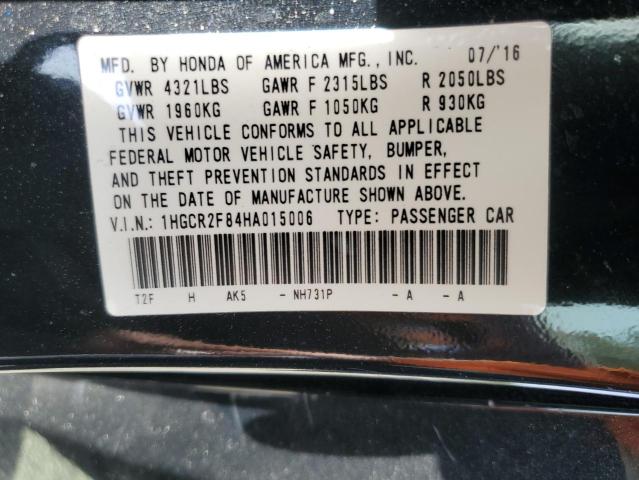 MFD. BY HONDA OF AMERICA MFG., INC. 07/'16
GVWR 4321LBS GAWR F 2315LBS R 2050LBS
GVWR 1960KG GAWR F 1050KG R 930KG
THIS VEHICLE CONFORMS TO ALL APPLICABLE
FEDERAL MOTOR VEHICLE SAFETY, BUMPER,
AND THEFT PREVENTION STANDARDS IN EFFECT
ON THE DATE OF MANUFACTURE SHOWN ABOVE.
V.I.N.: 1HGCR2F84HA015006 TYPE: PASSENGER CAR
T2F H AK5 - NH731P - A - A